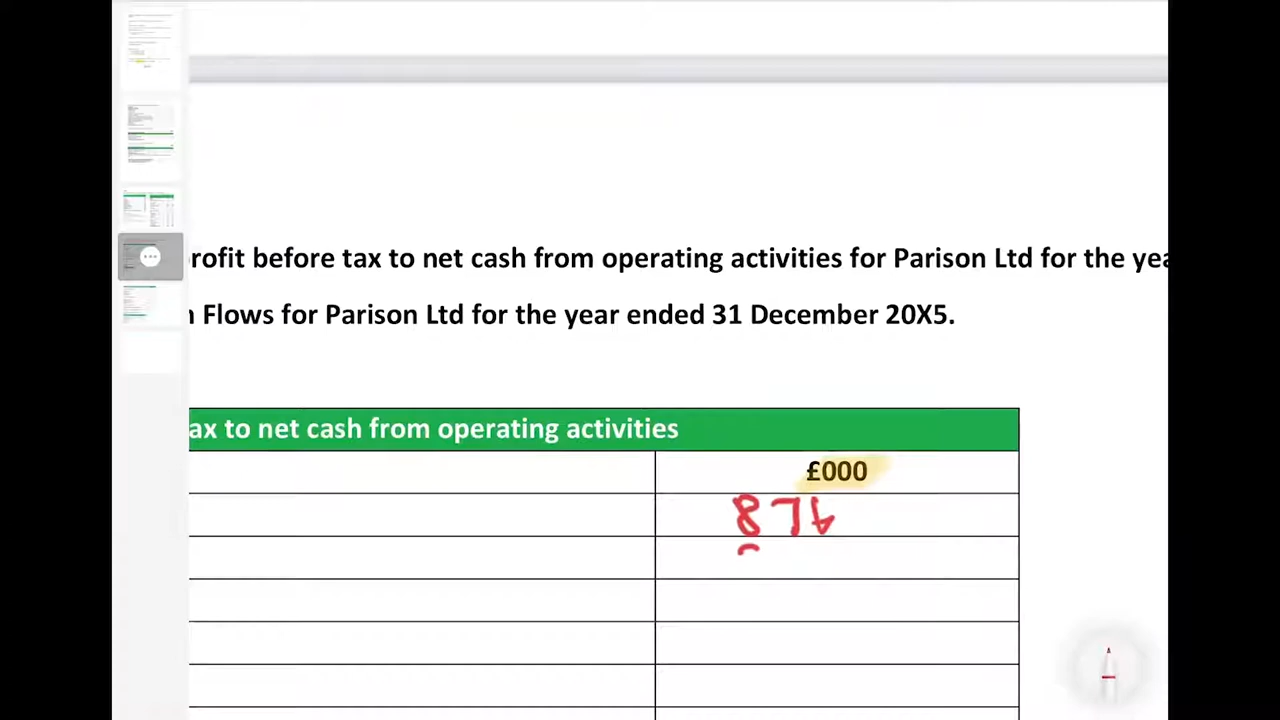 rofit before tax to net cash from operating activities for Parison Ltd for the yea
n Flows for Parison Ltd for the year ended 31 December 20X5.
ax to net cash from operating activities
£000